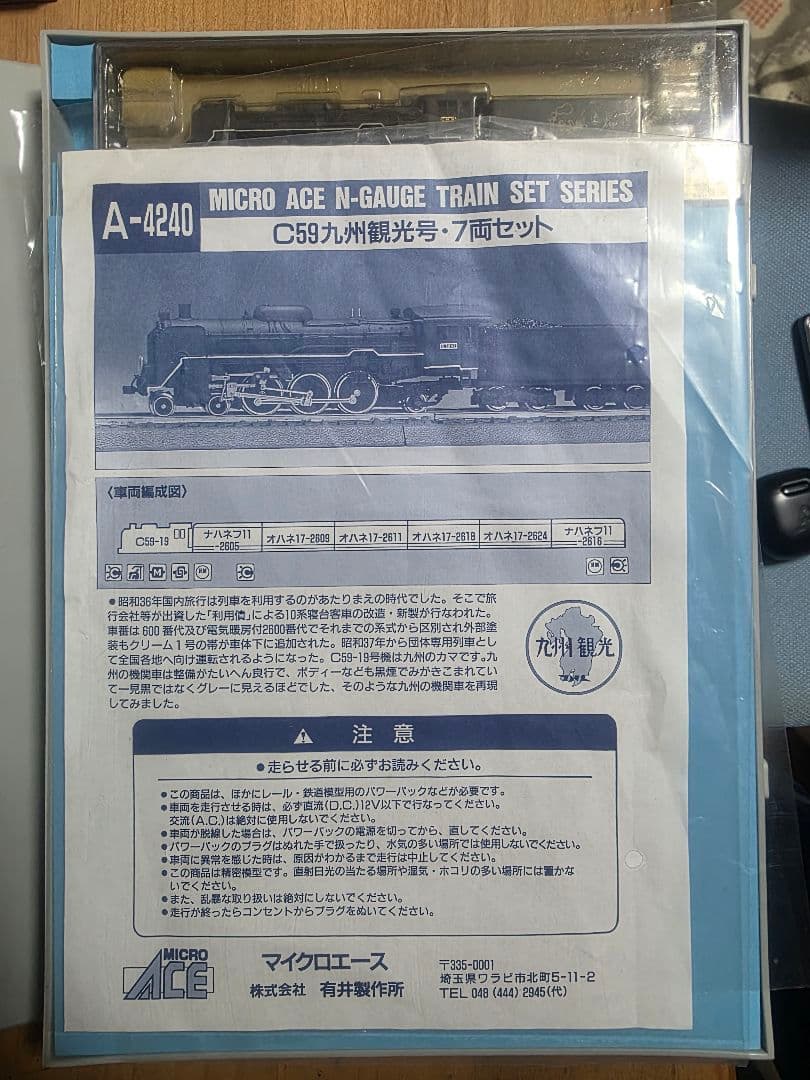 A-4240
MICRO ACE N-GAUGE TRAIN SET SERIES
C59九州観光号・7両セット
〈車両編成図〉
C59-19
ナハネフ11
-2605
オハネ17-2609
オハネ17-2611
オハネ17-2618
オハネ17-2624
ナハネフ11
-2616
●昭和36年国内旅行は列車を利用するのがあたりまえの時代でした。そこで旅
行会社等が出資した「利用債」による10系寝台客車の改造・新製が行なわれた。
車番は600番代及び電気暖房付2600番代でそれまでの系式から区別され外部塗
装もクリーム1号の帯が車体下に追加された。昭和37年から団体専用列車とし
て全国各地へ向け運転されるようになった。C59-19号機は九州のカマです。九
州の機関車は整備がたいへん良行で、ボディーなども黒煙でみがきこまれてい
て一見黒ではなくグレーに見えるほどでした、そのような九州の機関車を再現
してみました。
九州観光
注意
●走らせる前に必ずお読みください。
●この商品は、ほかにレール・鉄道模型用のパワーパックなどが必要です。
●車両を走行させる時は、必ず直流(D.C.)12V以下で行なってください。
交流(A.C.)は絶対に使用しないでください。
●車両が脱線した場合は、パワーパックの電源を切ってから、直してください。
●パワーパックのプラグはぬれた手で扱ったり、水気の多い場所では使用しないでください。
●車両に異常を感じた時は、原因がわかるまで走行は中止してください。
●この商品は精密模型です。直射日光の当たる場所や湿気・ホコリの多い場所には置かな
いでください。
●また、乱暴な取り扱いは絶対にしないでください。
●走行が終ったらコンセントからプラグをぬいてください。
MICRO
ACE
マイクロエース
株式会社 有井製作所
〒335-0001
埼玉県ワラビ市北町5-11-2
TEL 048 (444) 2945(代)